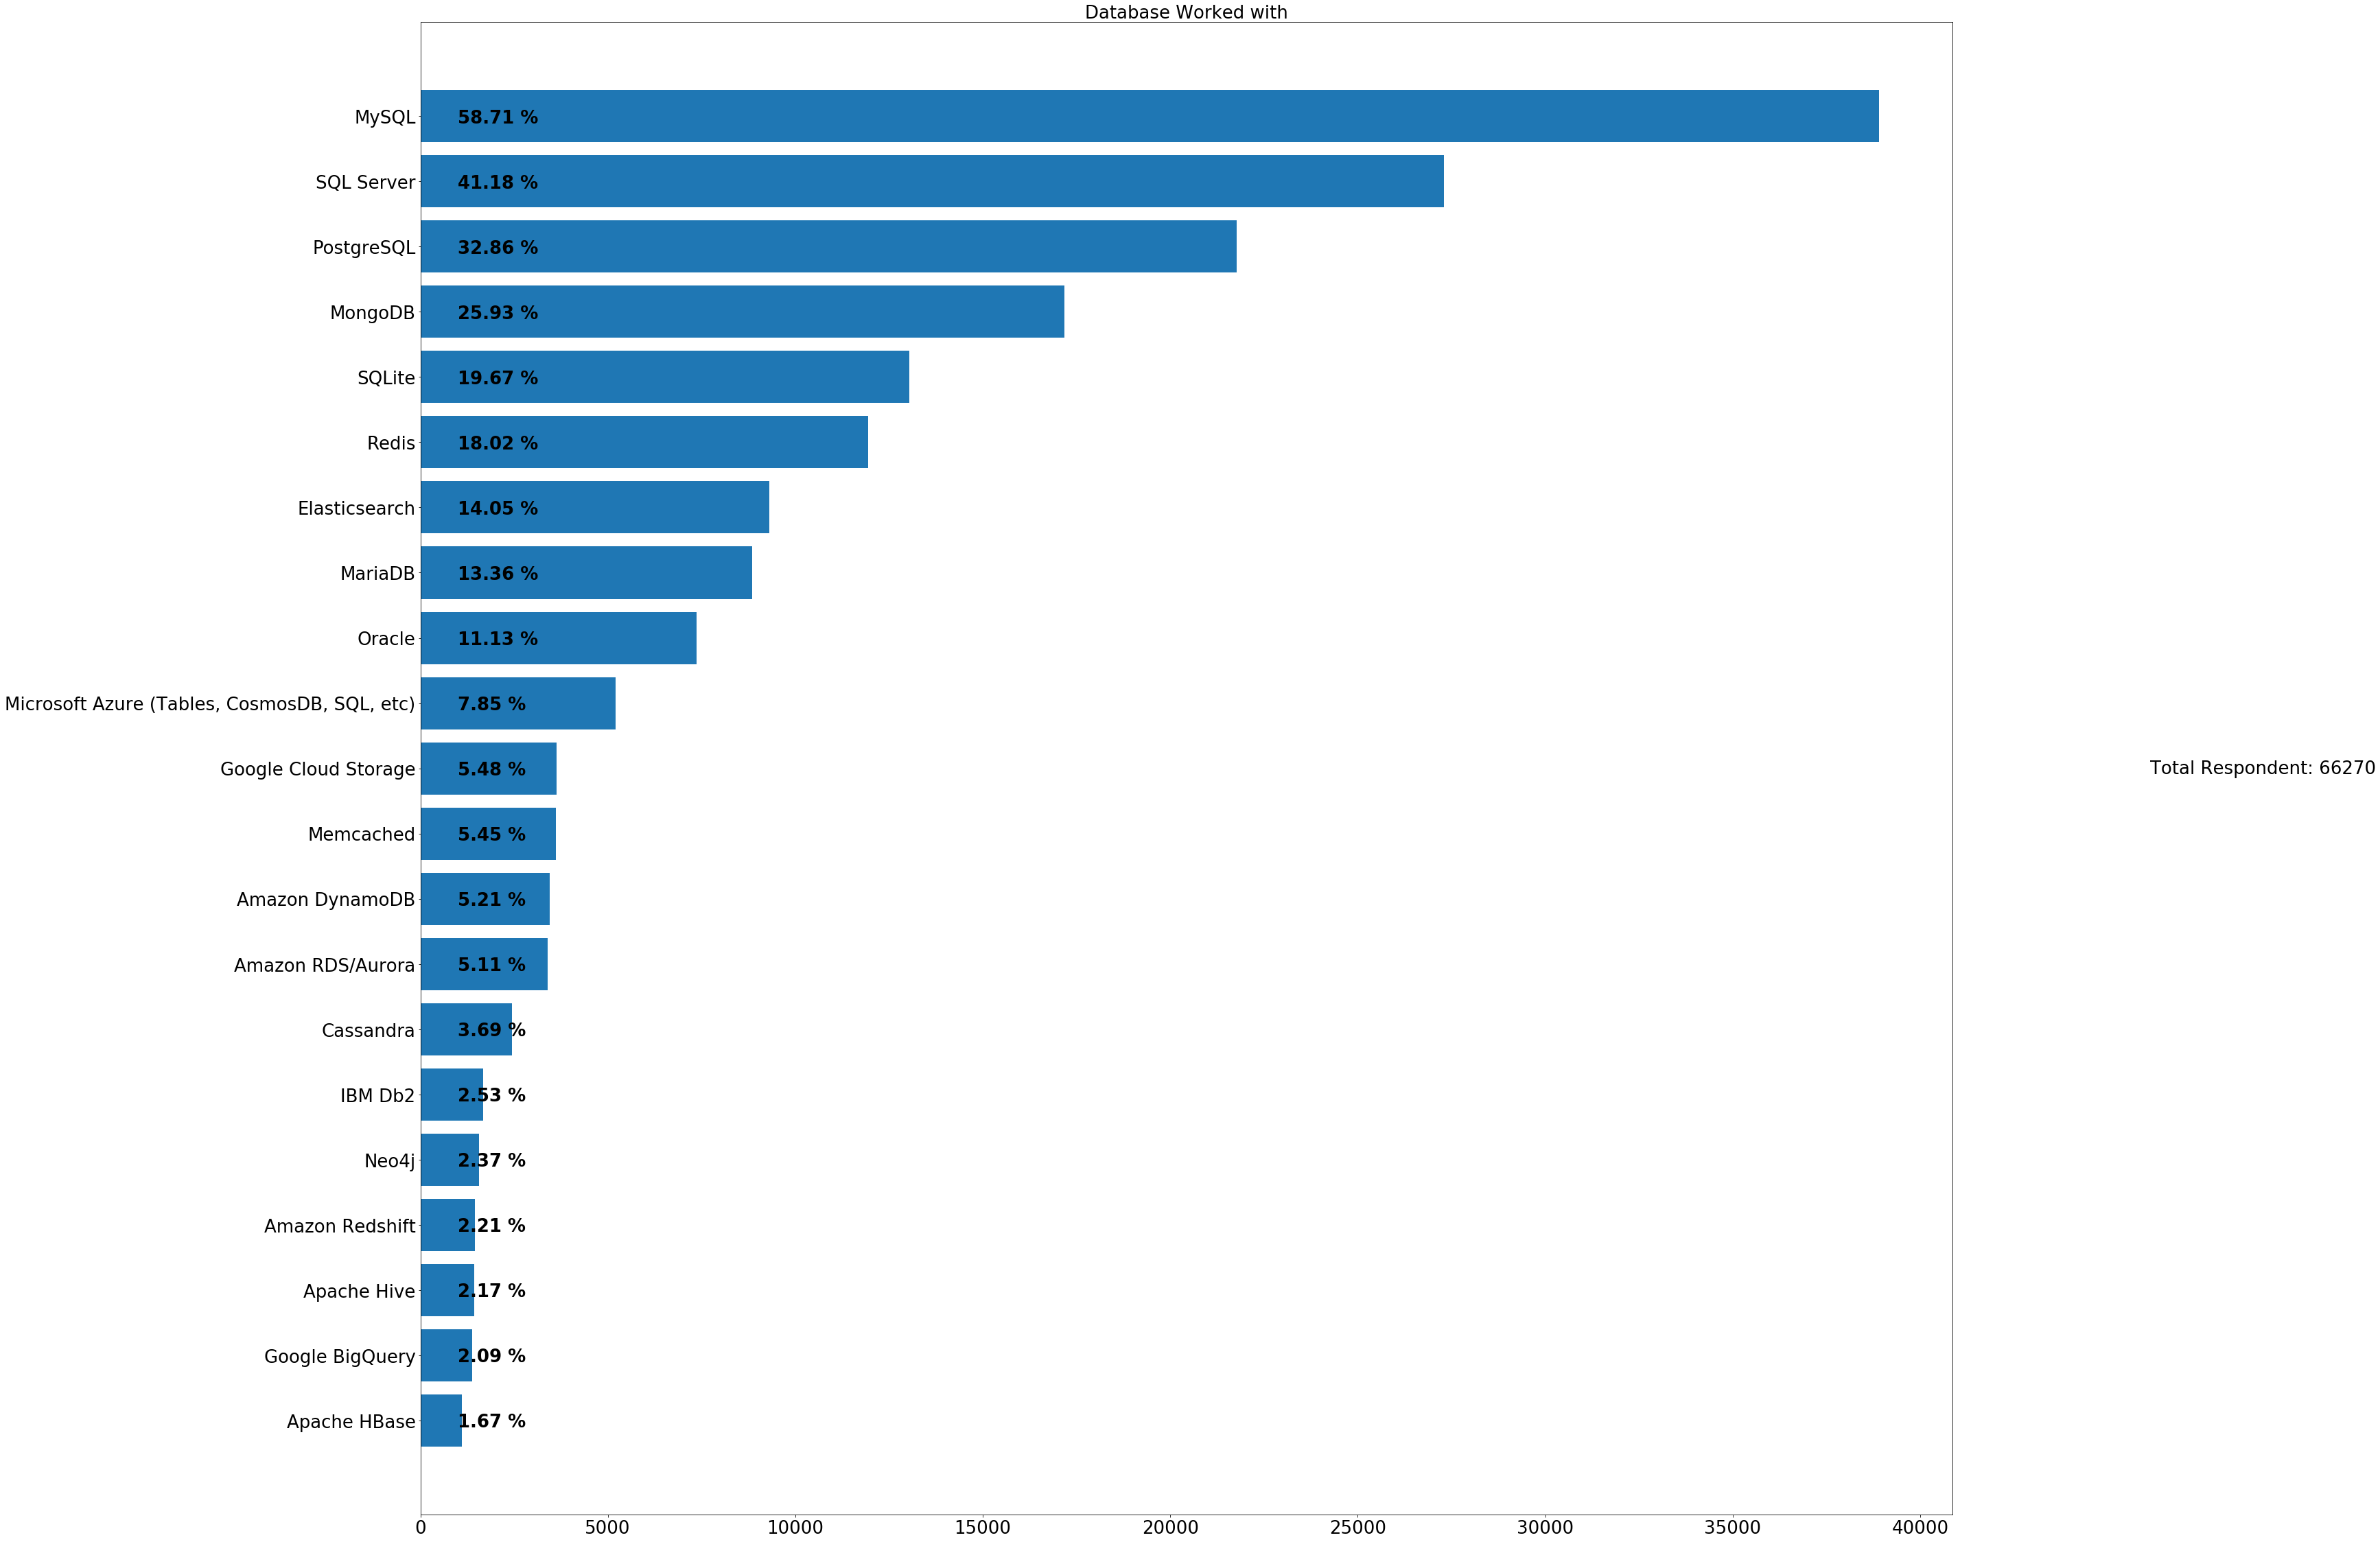 Database Worked with
MySQL 58.71 %
SQL Server 41.18 %
PostgreSQL 32.86 %
MongoDB 25.93 %
SQLite 19.67 %
Redis 18.02 %
Elasticsearch 14.05 %
MariaDB 13.36 %
Oracle 11.13 %
Microsoft Azure (Tables, CosmosDB, SQL, etc) 7.85 %
Google Cloud Storage 5.48 %
Total Respondent: 66270
Memcached 5.45 %
Amazon DynamoDB 5.21 %
Amazon RDS/Aurora 5.11 %
Cassandra 3.69 %
IBM Db2 2.53 %
Neo4j 2.37 %
Amazon Redshift 2.21 %
Apache Hive 2.17 %
Google BigQuery 2.09 %
Apache HBase 1.67 %
0 5000 10000 15000 20000 25000 30000 35000 40000